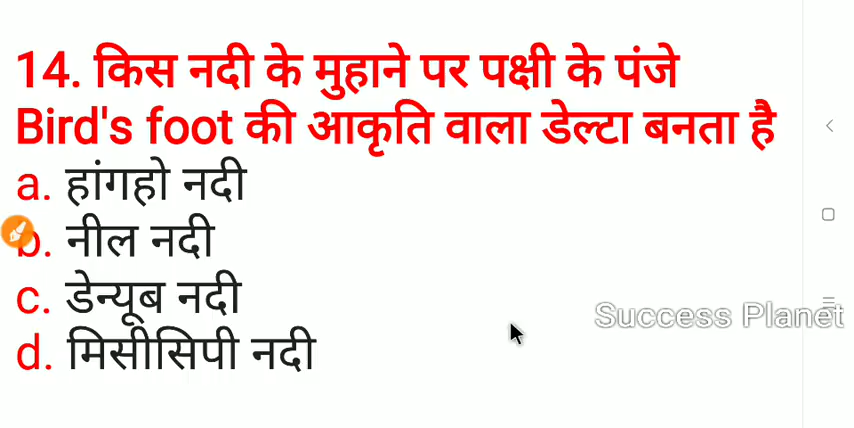 14. किस नदी के मुहाने पर पक्षी के पंजे
Bird's foot की आकृति वाला डेल्टा बनता है
a. हांगहो नदी
b. नील नदी
c. डेन्यूब नदी
d. मिसीसिपी नदी
Success Planet